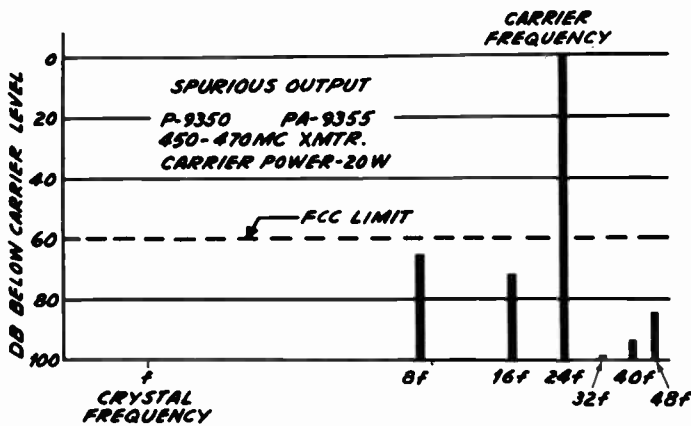 CARRIER
FREQUENCY
DB BELOW CARRIER LEVEL
0
20
40
60
80
100
SPURIOUS OUTPUT
P-9350 PA-9355
450-470MC XMTR.
CARRIER POWER-20W
FCC LIMIT
f
CRYSTAL
FREQUENCY
8f
16f
24f
32f
40f
48f